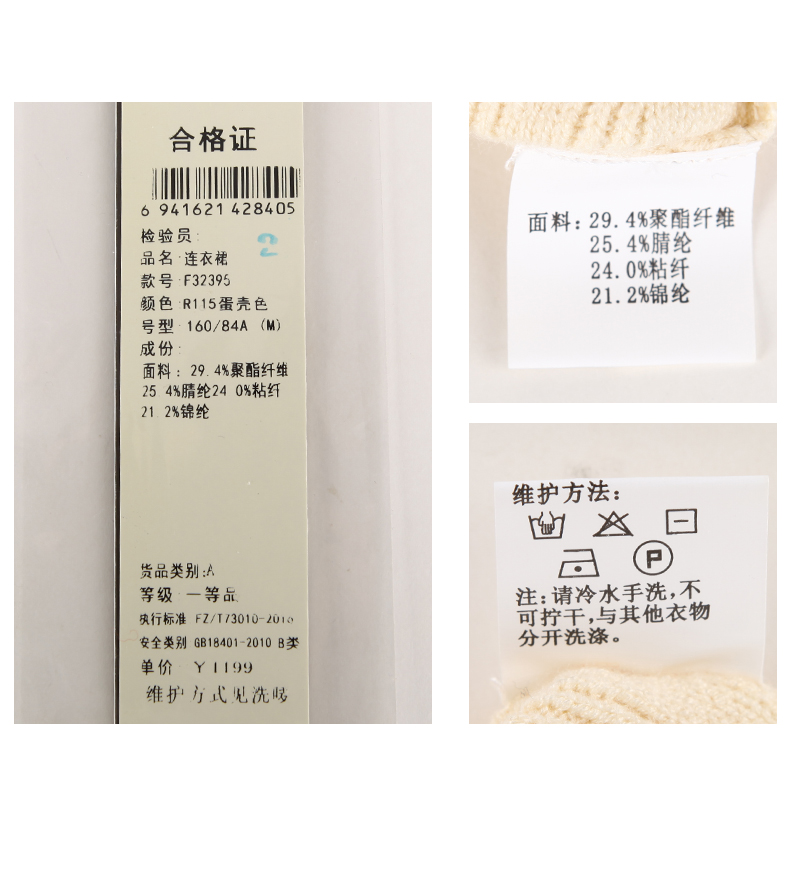 合格证
6 941621 428405
检验员:
2
品名:连衣裙
款号:F32395
颜色:R115蛋壳色
号型:160/84A (M)
成份:
面料: 29.4%聚酯纤维
25.4%腈纶24.0%粘纤
21.2%锦纶
货品类别:A
等级 一等品
执行标准 FZ/T73010-2016
安全类别 GB18401-2010 B类
单价 ￥1199
维护方式见洗唛
面料:29.4%聚酯纤维
25.4%腈纶
24.0%粘纤
21.2%锦纶
维护方法:
P
注:请冷水手洗,不
可拧干,与其他衣物
分开洗涤。